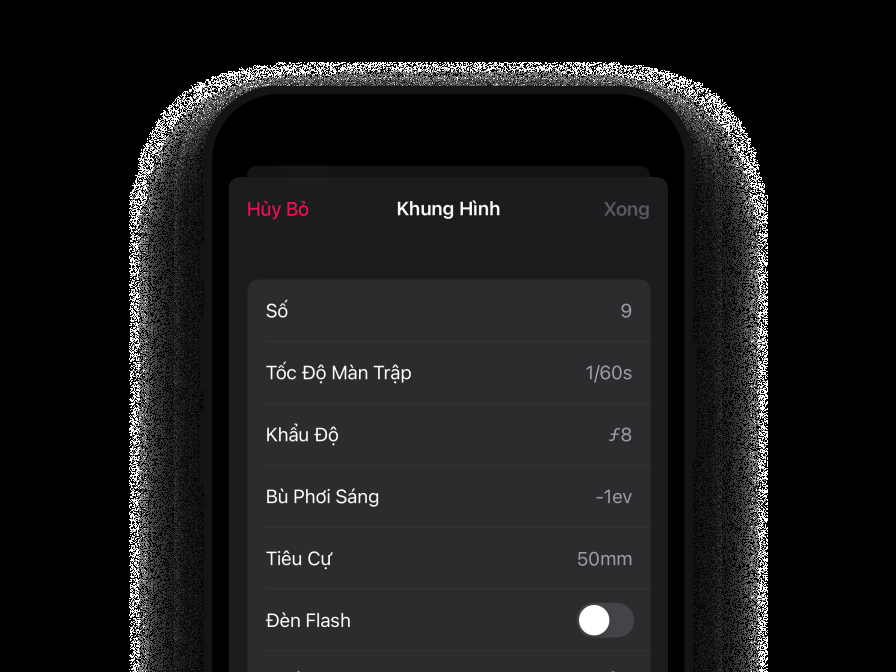 Hủy Bỏ Khung Hình Xong
Số 9
Tốc Độ Màn Trập 1/60s
Khẩu Độ ƒ8
Bù Phơi Sáng -1ev
Tiêu Cự 50mm
Đèn Flash